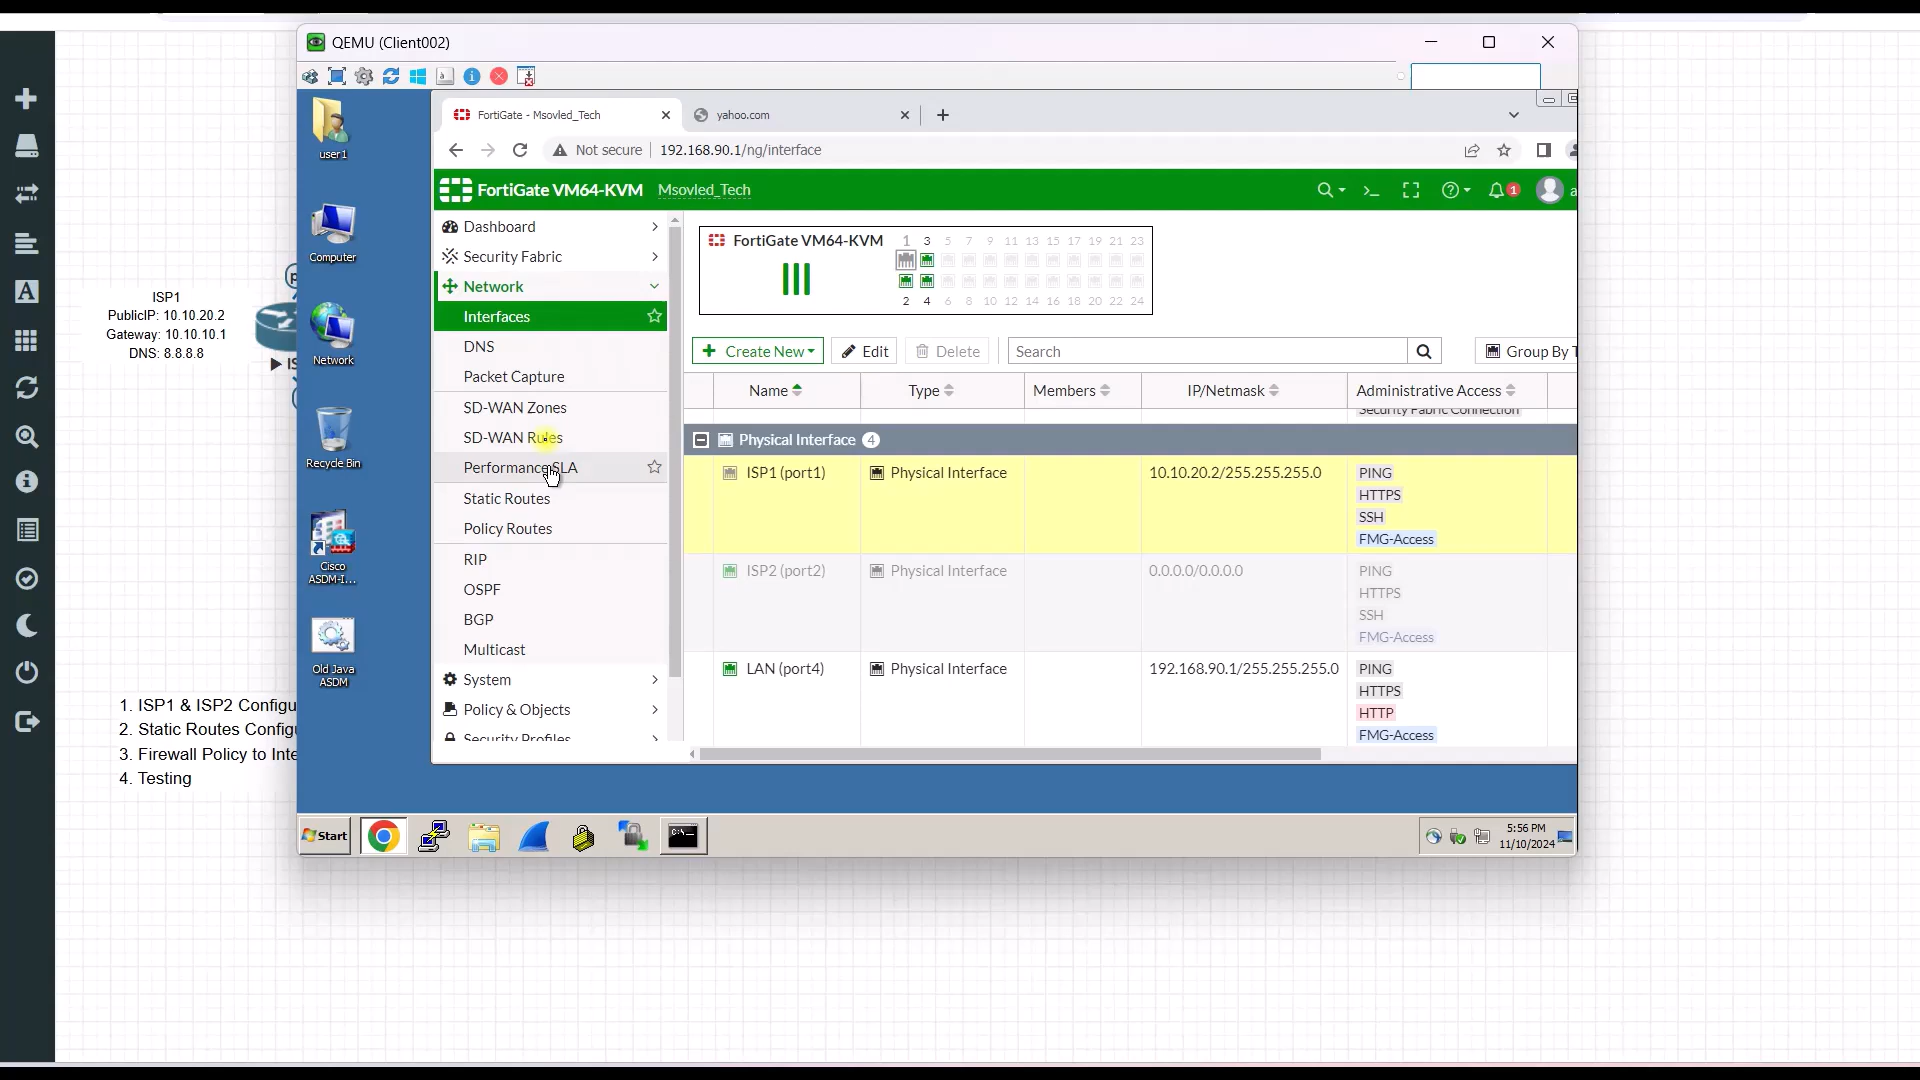 QEMU (Client002)
FortiGate - Msovled_Tech
yahoo.com
Not secure
192.168.90.1/ng/interface
FortiGate VM64-KVM
Msovled_Tech
1
user1
Computer
Network
Recycle Bin
Cisco
ASDM-I...
Old Java
ASDM
ISP1
PublicIP: 10.10.20.2
Gateway: 10.10.10.1
DNS: 8.8.8.8
1. ISP1 & ISP2 Configu
2. Static Routes Config
3. Firewall Policy to Inte
4. Testing
Dashboard
Security Fabric
Network
Interfaces
DNS
Packet Capture
SD-WAN Zones
SD-WAN Rules
Performance SLA
Static Routes
Policy Routes
RIP
OSPF
BGP
Multicast
System
Policy & Objects
Security Profiles
FortiGate VM64-KVM
1 3 5 7 9 11 13 15 17 19 21 23
2 4 6 8 10 12 14 16 18 20 22 24
Create New
Edit
Delete
Search
Group By T
Name Type Members IP/Netmask Administrative Access
Security Fabric Connection
Physical Interface 4
ISP1 (port1) Physical Interface 10.10.20.2/255.255.255.0 PING
HTTPS
SSH
FMG-Access
ISP2 (port2) Physical Interface 0.0.0.0/0.0.0.0 PING
HTTPS
SSH
FMG-Access
LAN (port4) Physical Interface 192.168.90.1/255.255.255.0 PING
HTTPS
HTTP
FMG-Access
Start
5:56 PM
11/10/2024